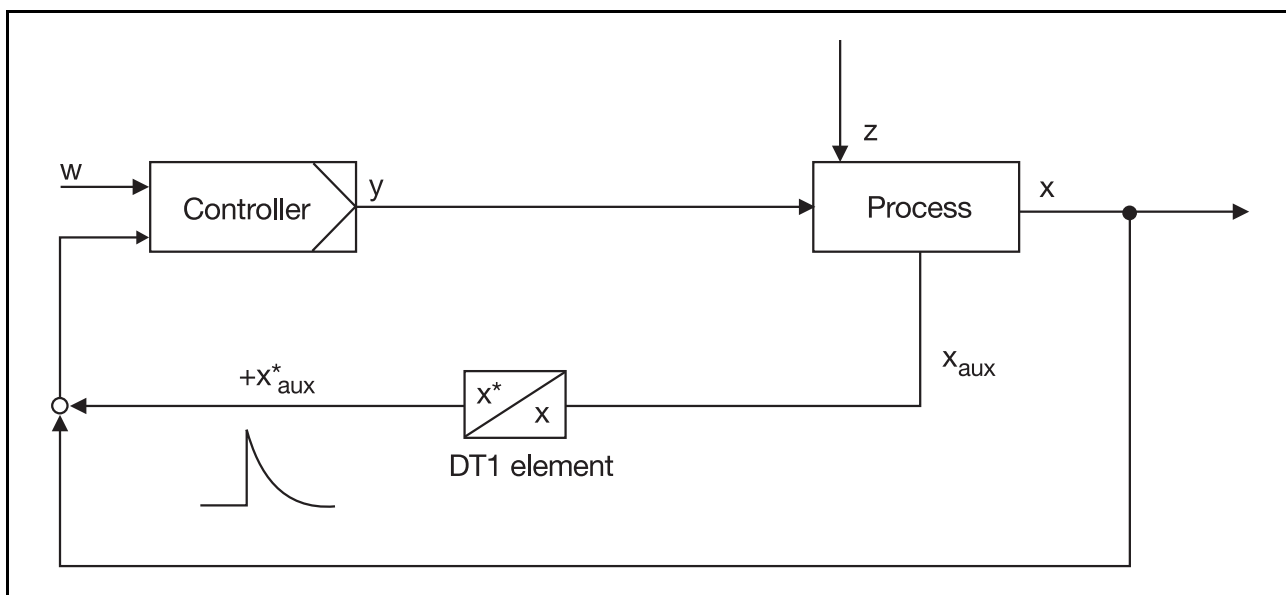 z
w
Controller
y
Process
x
x_aux
+x*_aux
x*
x
DT1 element